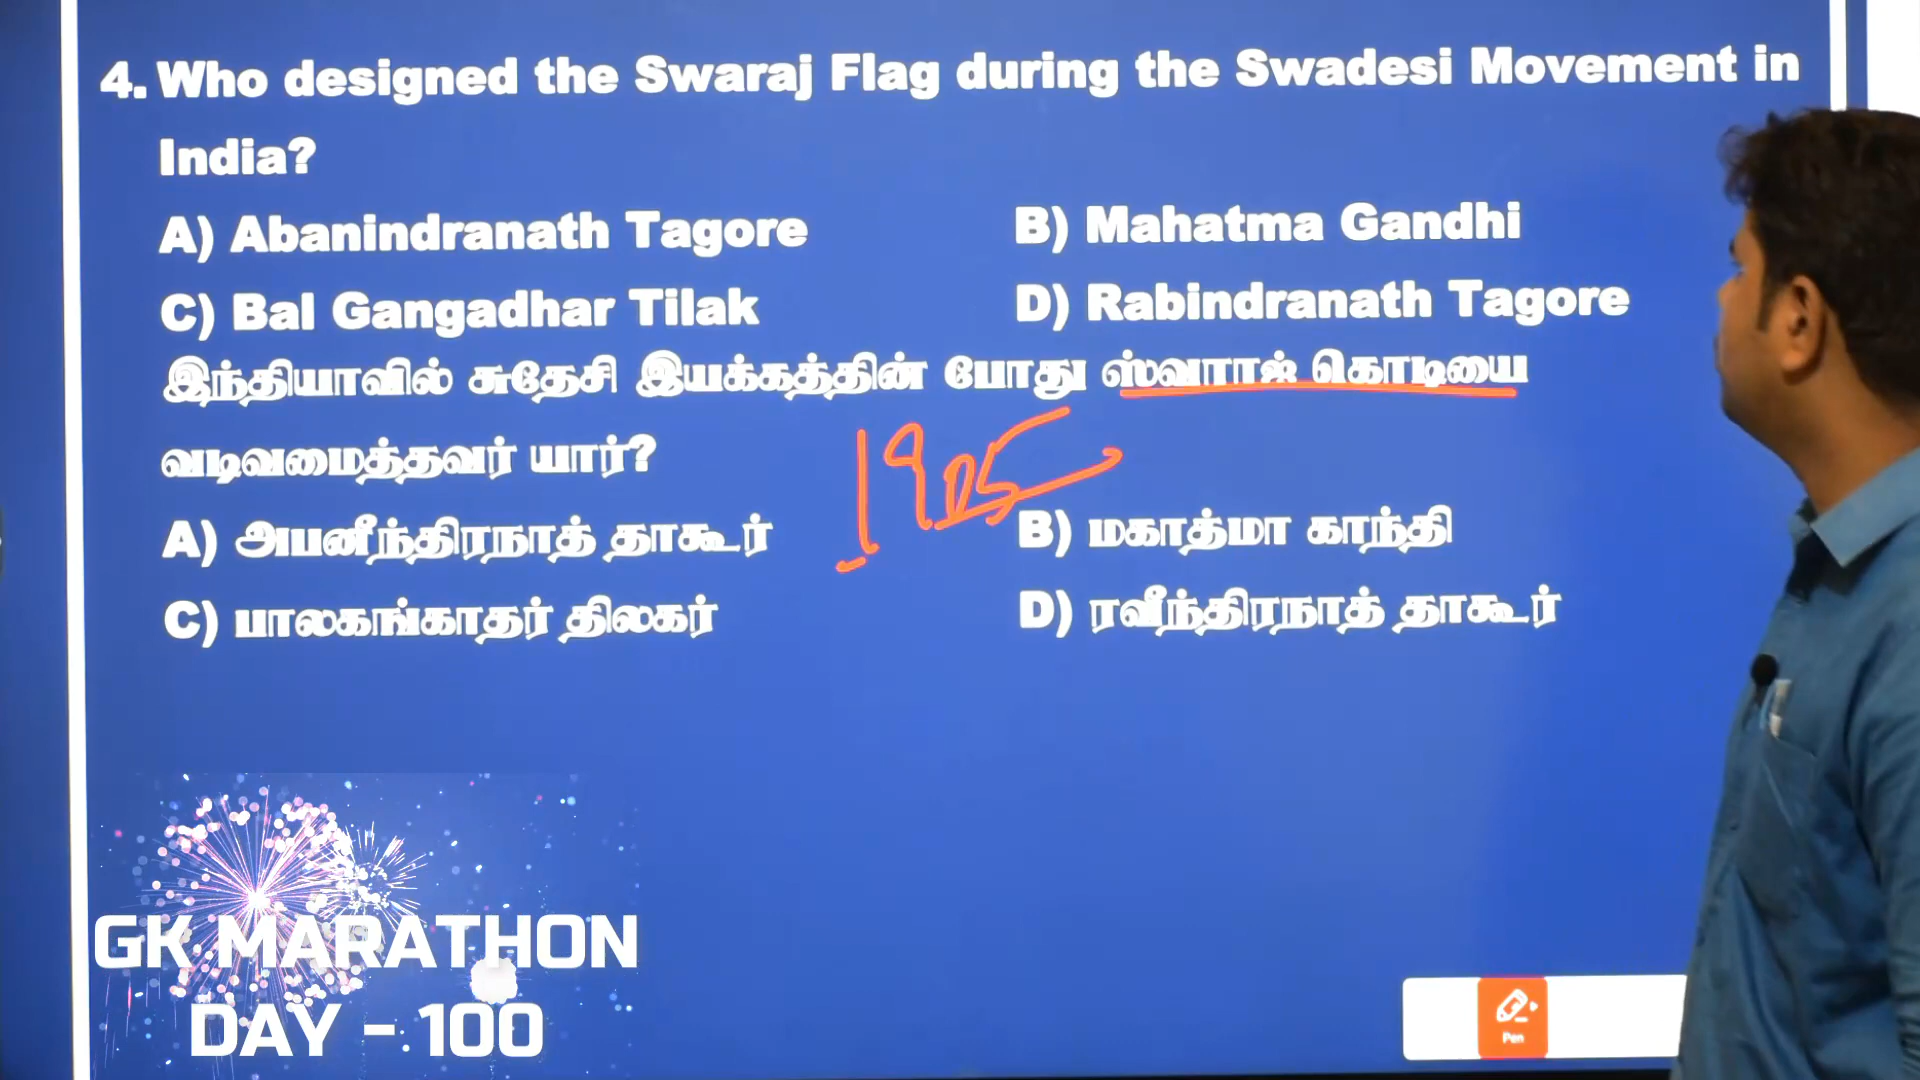 4. Who designed the Swaraj Flag during the Swadesi Movement in
India?
A) Abanindranath Tagore B) Mahatma Gandhi
C) Bal Gangadhar Tilak D) Rabindranath Tagore
இந்தியாவில் சுதேசி இயக்கத்தின் போது ஸ்வராஜ் கொடியை
வடிவமைத்தவர் யார்?
A) அபனீந்திரநாத் தாகூர் B) மகாத்மா காந்தி
C) பாலகங்காதர் திலகர் D) ரவீந்திரநாத் தாகூர்
GK MARATHON
DAY - 100
Pen